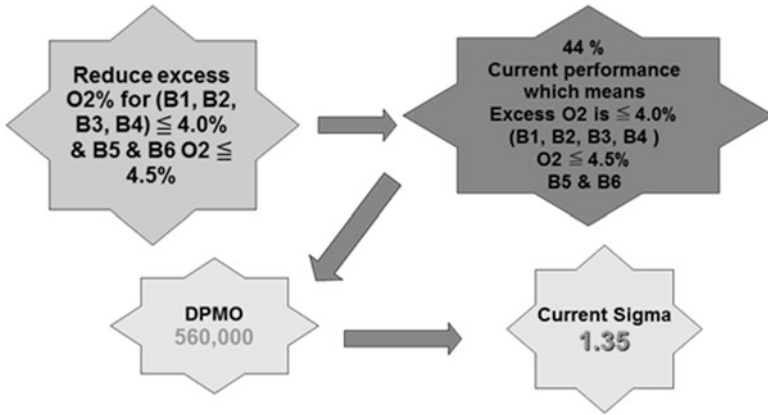 Reduce excess
O2% for (B1, B2,
B3, B4) ≦ 4.0%
& B5 & B6 O2 ≦
4.5%
44 %
Current performance
which means
Excess O2 is ≦ 4.0%
(B1, B2, B3, B4 )
O2 ≦ 4.5%
B5 & B6
DPMO
560,000
Current Sigma
1.35